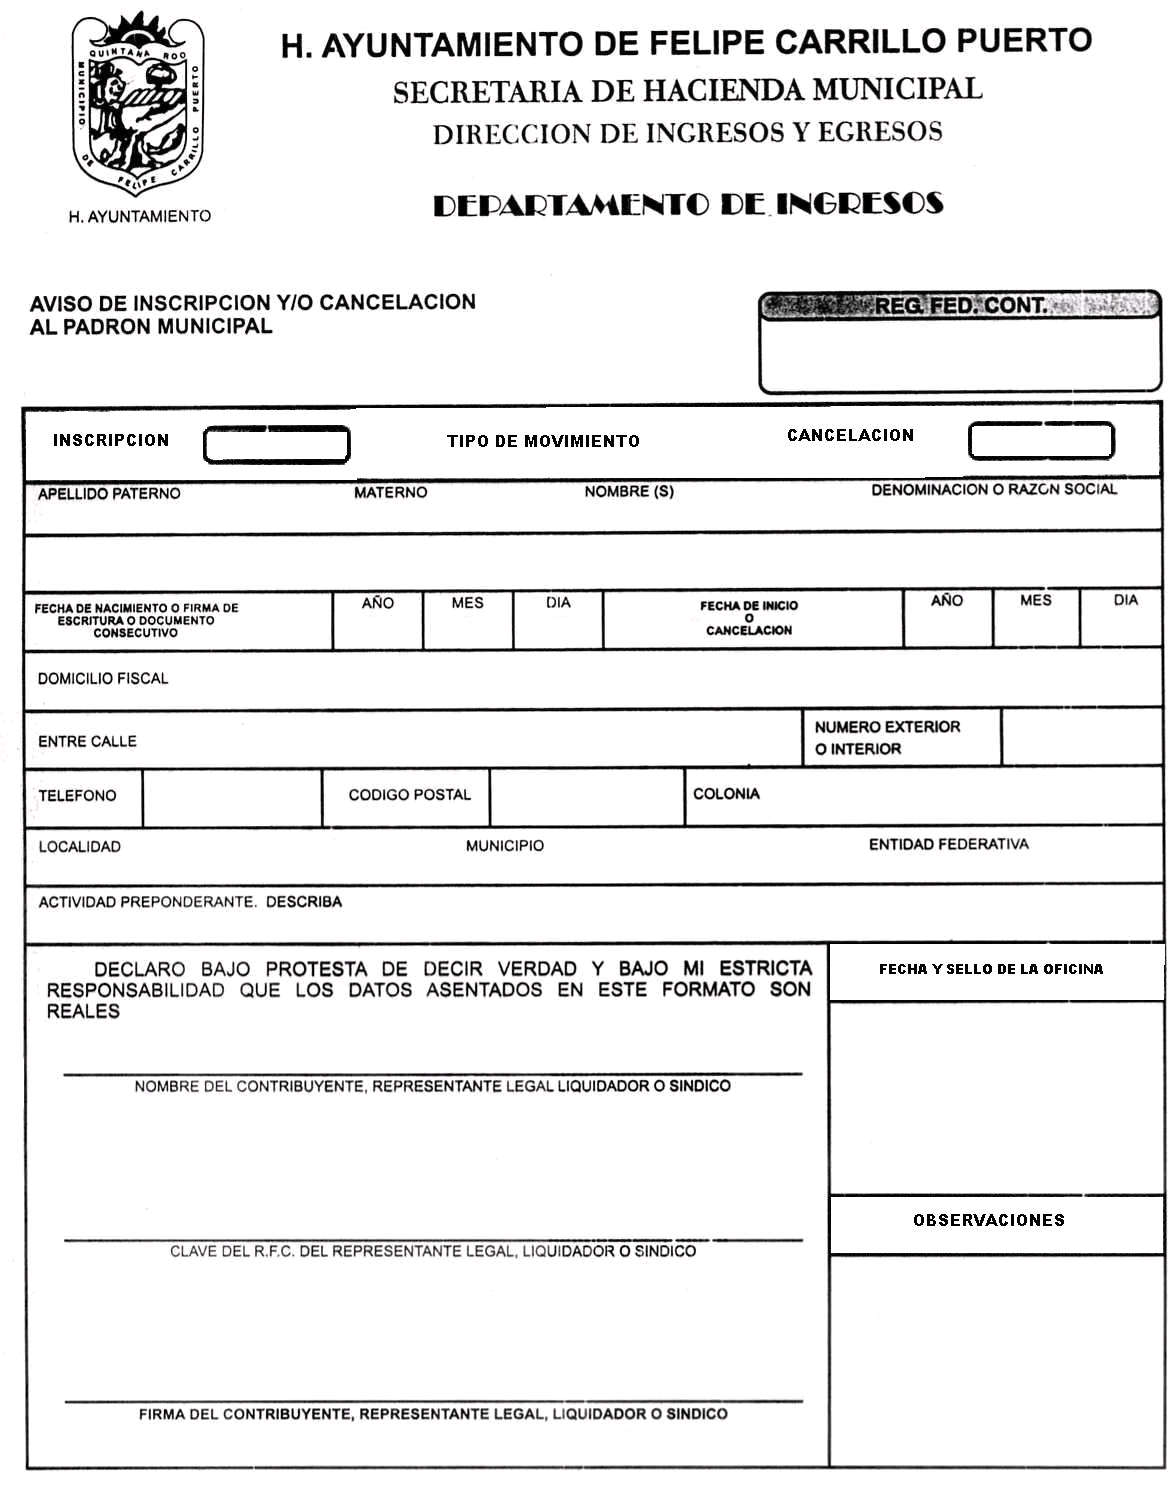 QUINTANA ROO
MUNICIPIO DE FELIPE CARRILLO PUERTO
H. AYUNTAMIENTO
H. AYUNTAMIENTO DE FELIPE CARRILLO PUERTO
SECRETARIA DE HACIENDA MUNICIPAL
DIRECCION DE INGRESOS Y EGRESOS
DEPARTAMENTO DE INGRESOS
AVISO DE INSCRIPCION Y/O CANCELACION
AL PADRON MUNICIPAL
REG. FED. CONT.
INSCRIPCION TIPO DE MOVIMIENTO CANCELACION
APELLIDO PATERNO MATERNO NOMBRE (S) DENOMINACION O RAZON SOCIAL
FECHA DE NACIMIENTO O FIRMA DE
ESCRITURA O DOCUMENTO
CONSECUTIVO
AÑO MES DIA
FECHA DE INICIO
O
CANCELACION
AÑO MES DIA
DOMICILIO FISCAL
ENTRE CALLE
NUMERO EXTERIOR
O INTERIOR
TELEFONO CODIGO POSTAL COLONIA
LOCALIDAD MUNICIPIO ENTIDAD FEDERATIVA
ACTIVIDAD PREPONDERANTE. DESCRIBA
DECLARO BAJO PROTESTA DE DECIR VERDAD Y BAJO MI ESTRICTA
RESPONSABILIDAD QUE LOS DATOS ASENTADOS EN ESTE FORMATO SON
REALES
NOMBRE DEL CONTRIBUYENTE, REPRESENTANTE LEGAL LIQUIDADOR O SINDICO
CLAVE DEL R.F.C. DEL REPRESENTANTE LEGAL, LIQUIDADOR O SINDICO
FIRMA DEL CONTRIBUYENTE, REPRESENTANTE LEGAL, LIQUIDADOR O SINDICO
FECHA Y SELLO DE LA OFICINA
OBSERVACIONES